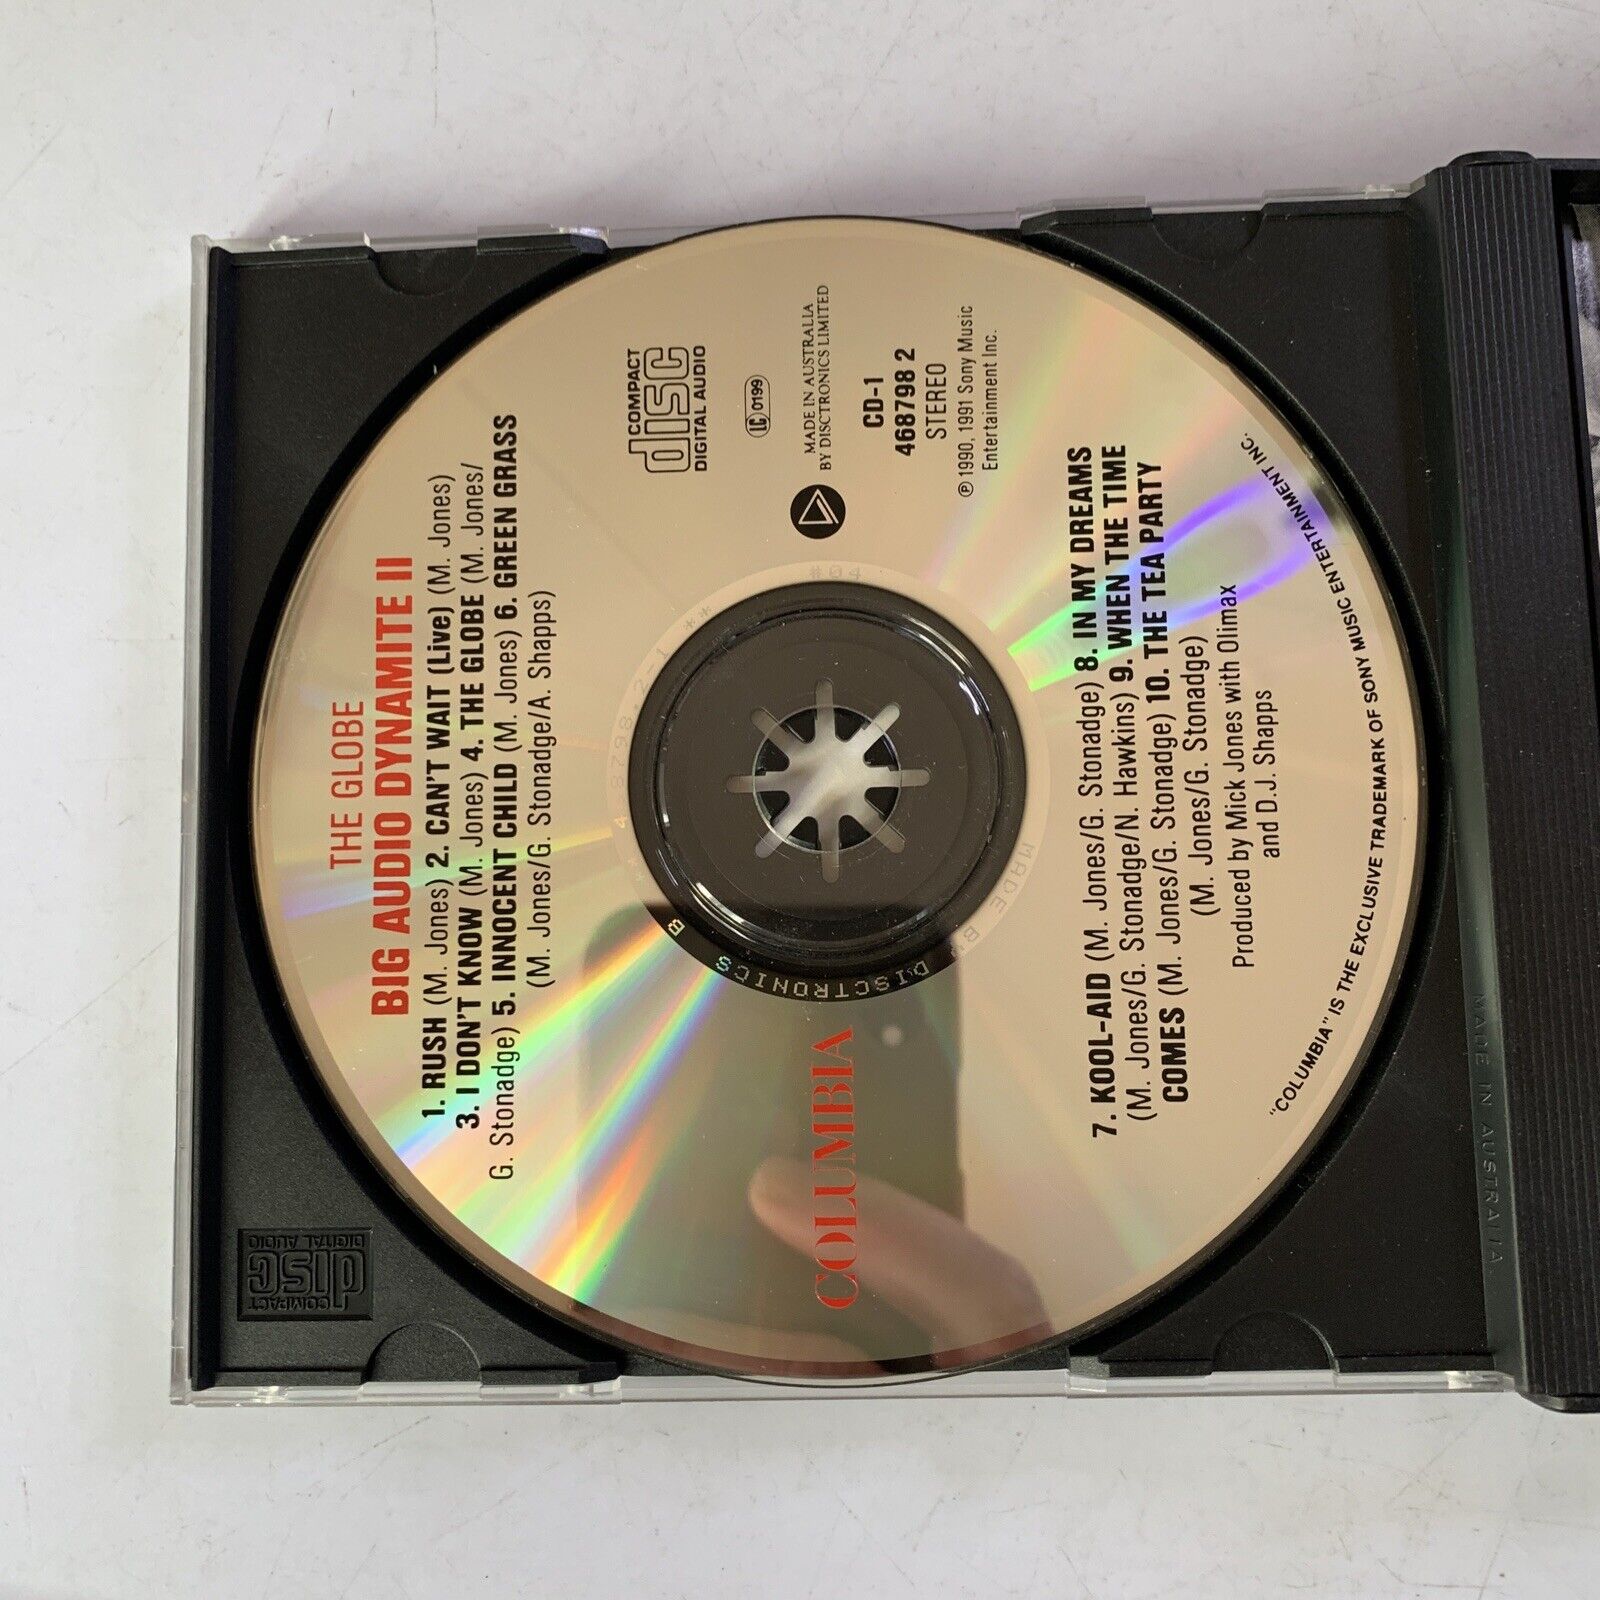 THE GLOBE
BIG AUDIO DYNAMITE II
1. RUSH (M. Jones) 2. CAN'T WAIT (Live) (M. Jones)
3. I DON'T KNOW (M. Jones) 4. THE GLOBE (M. Jones/
G. Stonadge) 5. INNOCENT CHILD (M. Jones) 6. GREEN GRASS
(M. Jones/G. Stonadge/A. Shapps)
COMPACT
disc
DIGITAL AUDIO
LC 0199
MADE IN AUSTRALIA
BY DISCTRONICS LIMITED
CD-1
468798 2
STEREO
℗ 1990, 1991 Sony Music
Entertainment Inc.
COLUMBIA
7. KOOL-AID (M. Jones/G. Stonadge) 8. IN MY DREAMS
(M. Jones/G. Stonadge/N. Hawkins) 9. WHEN THE TIME
COMES (M. Jones/G. Stonadge) 10. THE TEA PARTY
(M. Jones/G. Stonadge)
Produced by Mick Jones with Olimax
and D.J. Shapps
"COLUMBIA" IS THE EXCLUSIVE TRADEMARK OF SONY MUSIC ENTERTAINMENT INC.
MADE BY DISCTRONICS B
#04
COMPACT
disc
DIGITAL AUDIO
MADE IN AUSTRALIA